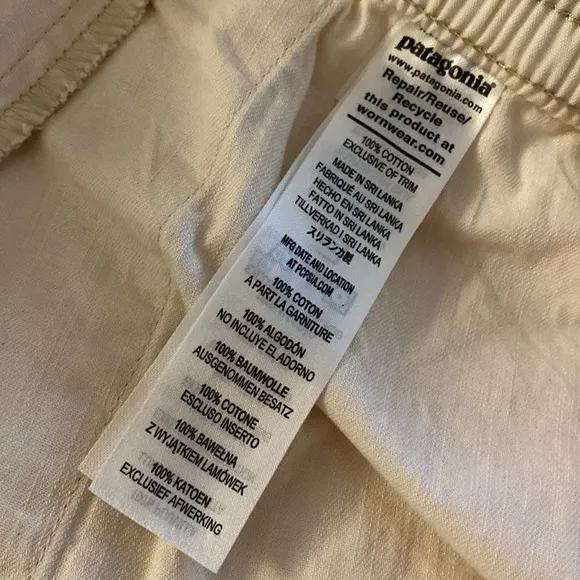 patagonia®
www.patagonia.com
Repair/Reuse/
Recycle
this product at
wornwear.com
100% COTTON
EXCLUSIVE OF TRIM
MADE IN SRI LANKA
FABRIQUÉ AU SRI LANKA
HECHO EN SRI LANKA
FATTO IN SRI LANKA
TILLVERKAD I SRI LANKA
スリランカ製
MFG DATE AND LOCATION
AT PCPSIA.COM
100% COTON
A PART LA GARNITURE
100% ALGODÓN
NO INCLUYE EL ADORNO
100% BAUMWOLLE
AUSGENOMMEN BESATZ
100% COTONE
ESCLUSO INSERTO
100% BAWEŁNA
Z WYJĄTKIEM LAMÓWEK
100% KATOEN
EXCLUSIEF AFWERKING